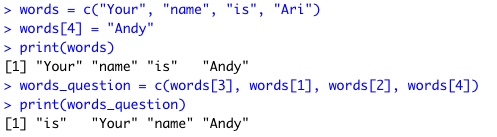 > words = c("Your", "name", "is", "Ari")
> words[4] = "Andy"
> print(words)
[1] "Your" "name" "is"   "Andy"
> words_question = c(words[3], words[1], words[2], words[4])
> print(words_question)
[1] "is"   "Your" "name" "Andy"